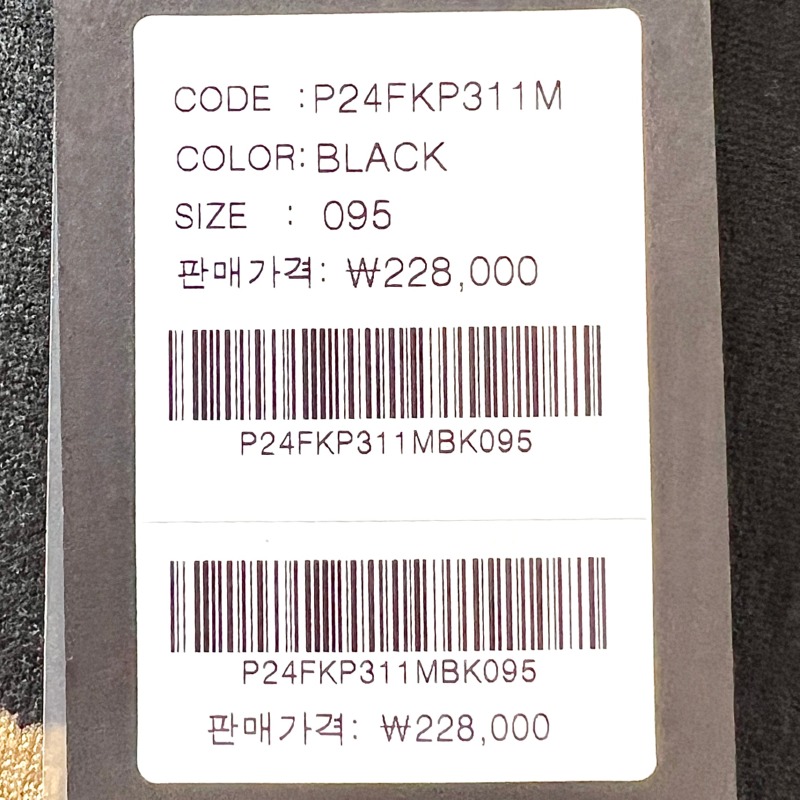 CODE : P24FKP311M
COLOR: BLACK
SIZE : 095
판매가격: ₩228,000
P24FKP311MBK095
P24FKP311MBK095
판매가격: ₩228,000